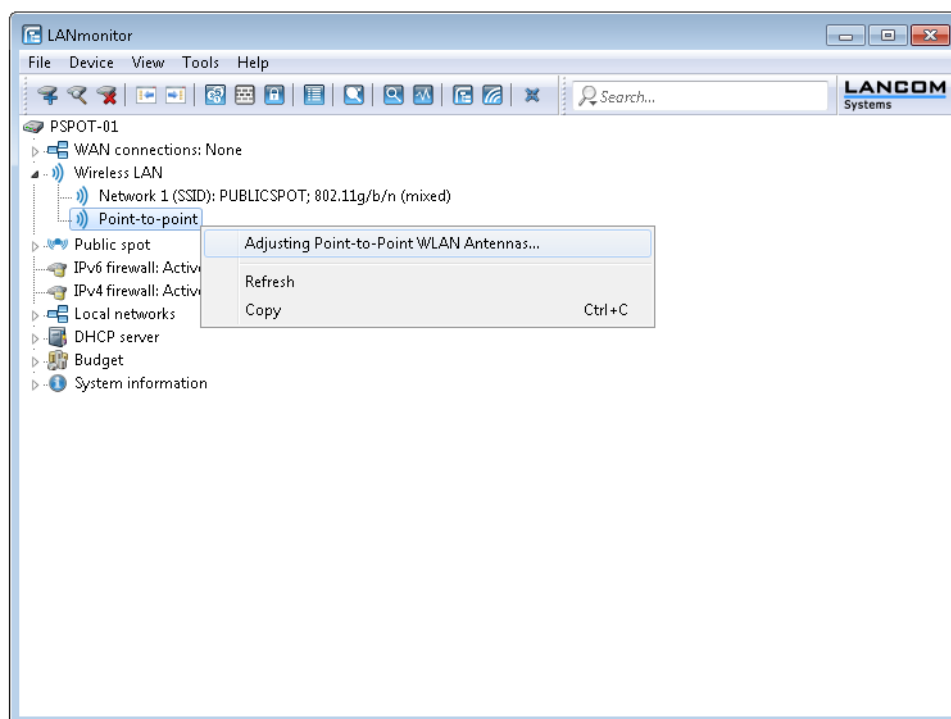 LANmonitor
File Device View Tools Help
Search...
LANCOM
Systems
PSPOT-01
WAN connections: None
Wireless LAN
Network 1 (SSID): PUBLICSPOT; 802.11g/b/n (mixed)
Point-to-point
Adjusting Point-to-Point WLAN Antennas...
Public spot
IPv6 firewall: Activ
Refresh
IPv4 firewall: Activ
Copy Ctrl+C
Local networks
DHCP server
Budget
System information